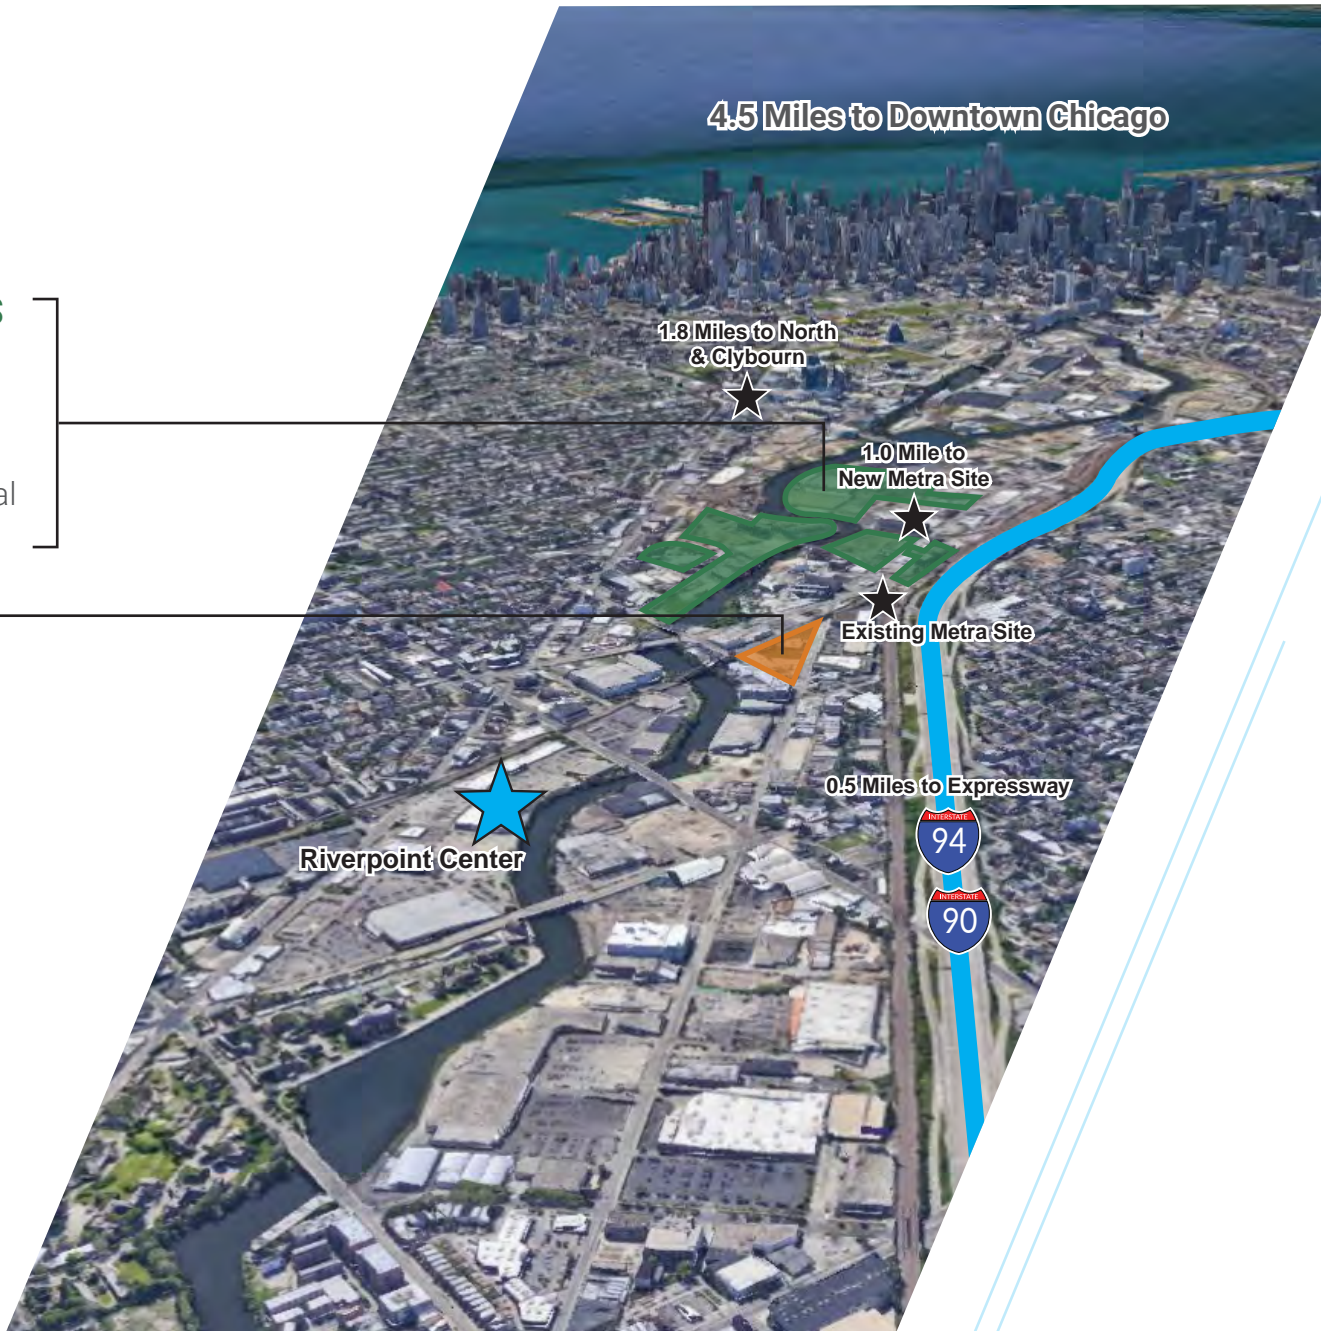 4.5 Miles to Downtown Chicago
1.8 Miles to North
& Clybourn
1.0 Mile to
New Metra Site
al
Existing Metra Site
0.5 Miles to Expressway
INTERSTATE
94
Riverpoint Center
INTERSTATE
90